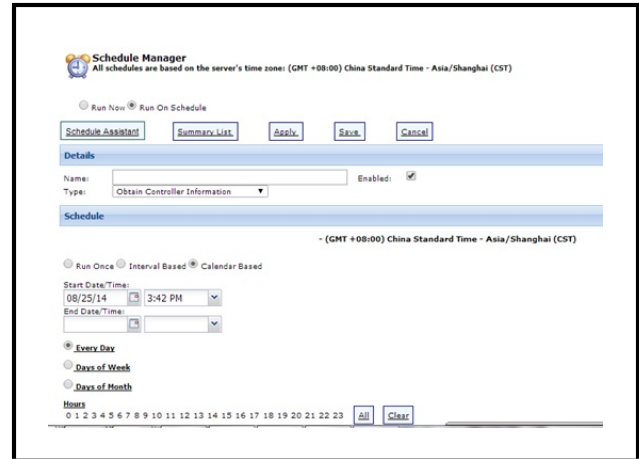 Schedule Manager
All schedules are based on the server's time zone: (GMT +08:00) China Standard Time - Asia/Shanghai (CST)
Run Now Run On Schedule
Schedule Assistant Summary List Apply Save Cancel
Details
Name: Enabled:
Type: Obtain Controller Information
Schedule
- (GMT +08:00) China Standard Time - Asia/Shanghai (CST)
Run Once Interval Based Calendar Based
Start Date/Time:
08/25/14 3:42 PM
End Date/Time:
Every Day
Days of Week
Days of Month
Hours
0 1 2 3 4 5 6 7 8 9 10 11 12 13 14 15 16 17 18 19 20 21 22 23 All Clear